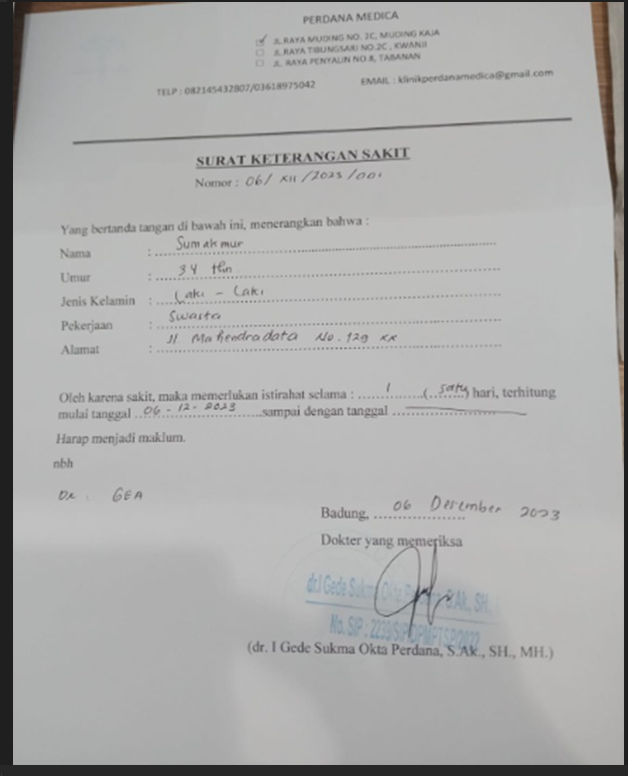 PERDANA MEDICA
JL RAYA MUDING NO. 2C, MUDING KAJA
JL RAYA TIBUNGSARI NO.2C , KWANJI
JL. RAYA PENYALIN NO.8, TABANAN
TELP : 082145432807/03618975042 EMAIL : klinikperdanamedica@gmail.com
SURAT KETERANGAN SAKIT
Nomor : 06/ XII /2023 /001
Yang bertanda tangan di bawah ini, menerangkan bahwa :
Nama : Sumakmur
Umur : 34 thn
Jenis Kelamin : Laki - Laki
Pekerjaan : Swasta
Alamat : Jl. Mahendradata No. 129 xx
Oleh karena sakit, maka memerlukan istirahat selama : 1 (satu) hari, terhitung
mulai tanggal 06 - 12 - 2023 sampai dengan tanggal
Harap menjadi maklum.
nbh
Dx : GEA
Badung, 06 Desember 2023
Dokter yang memeriksa
dr.I Gede Sukma Okta Perdana S.Ak., SH.,
No. SIP : 2239/SIP/DPMPTSP/2022
(dr. I Gede Sukma Okta Perdana, S.Ak., SH., MH.)